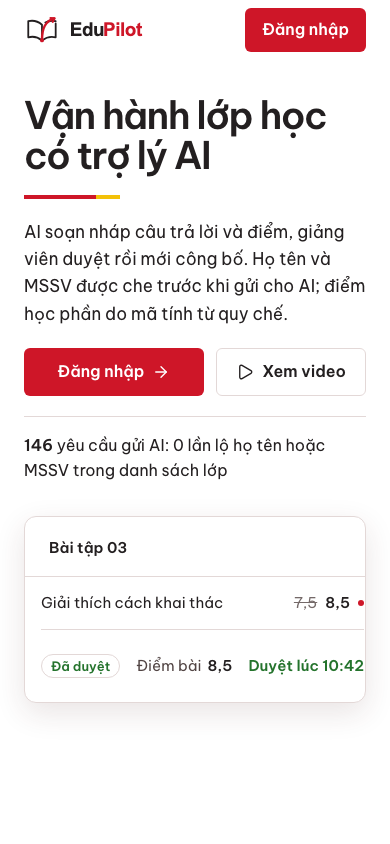 EduPilot
Đăng nhập
Vận hành lớp học
có trợ lý AI
AI soạn nháp câu trả lời và điểm, giảng
viên duyệt rồi mới công bố. Họ tên và
MSSV được che trước khi gửi cho AI; điểm
học phần do mã tính từ quy chế.
Đăng nhập →
Xem video
146 yêu cầu gửi AI: 0 lần lộ họ tên hoặc
MSSV trong danh sách lớp
Bài tập 03
Giải thích cách khai thác 7,5 8,5
Đã duyệt Điểm bài 8,5 Duyệt lúc 10:42